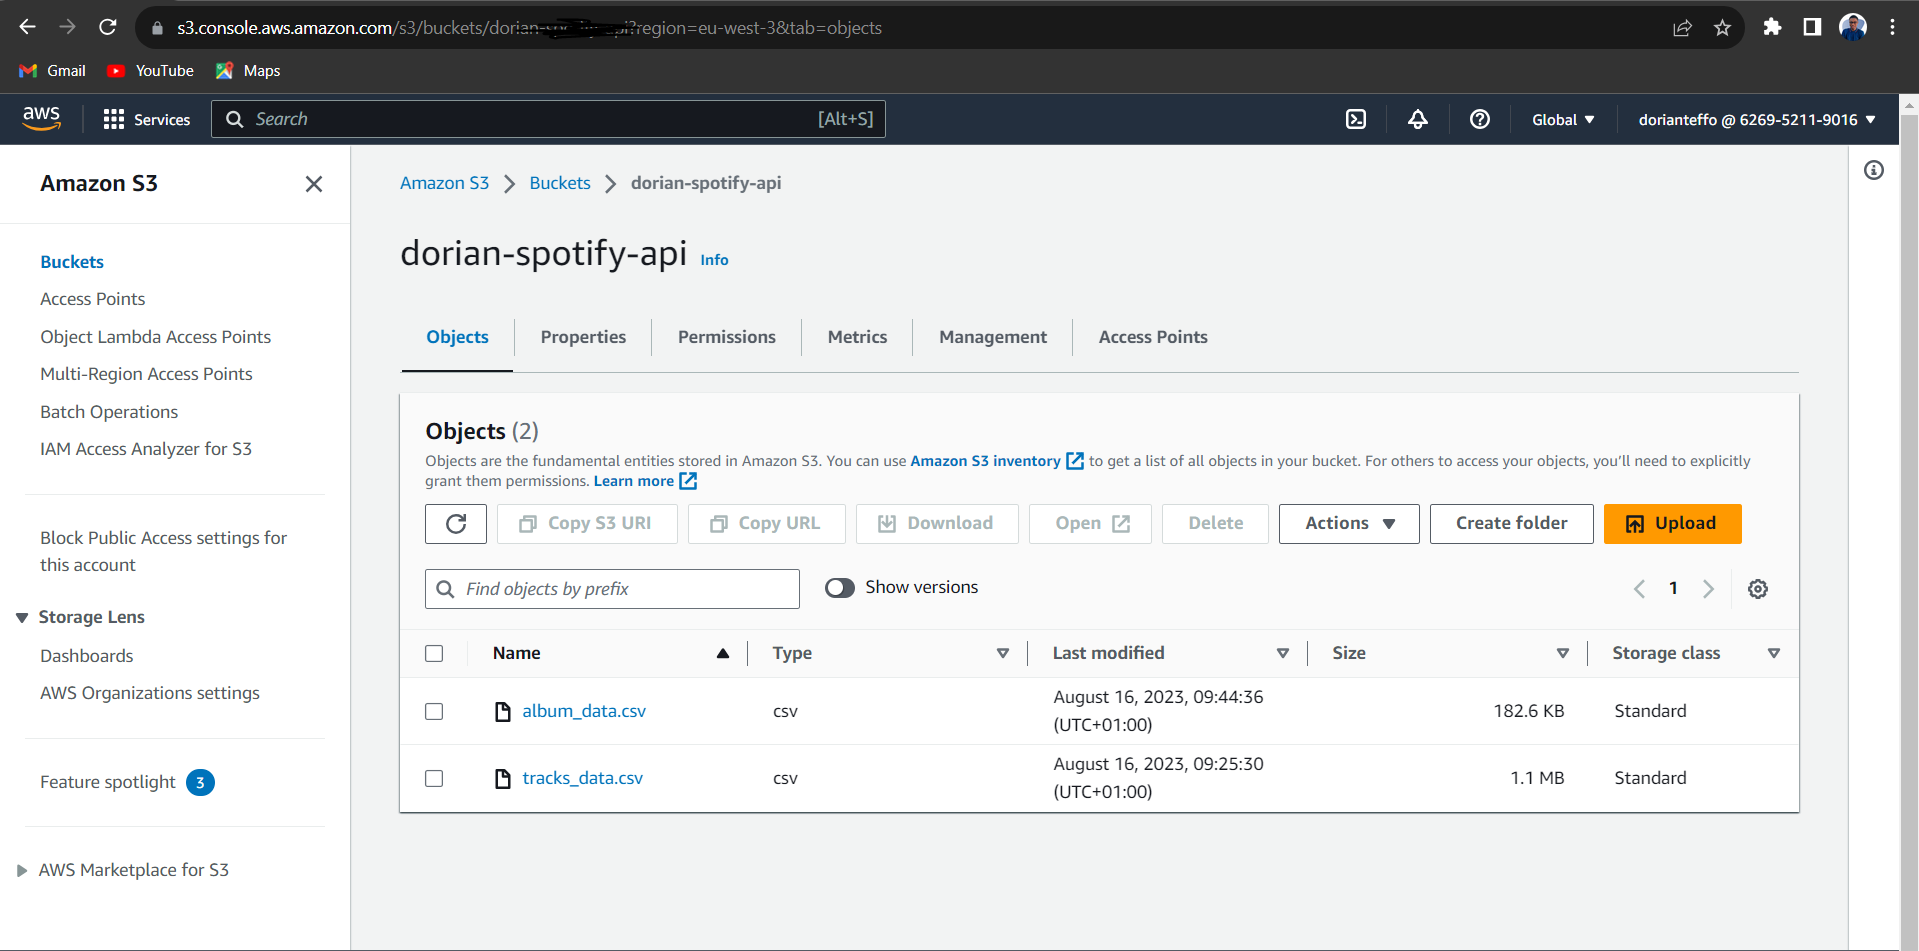 s3.console.aws.amazon.com/s3/buckets/dorian-spotify-api?region=eu-west-3&tab=objects
Gmail
YouTube
Maps
aws
Services
Search
[Alt+S]
Global
dorianteffo @ 6269-5211-9016
Amazon S3
Buckets
Access Points
Object Lambda Access Points
Multi-Region Access Points
Batch Operations
IAM Access Analyzer for S3
Block Public Access settings for
this account
Storage Lens
Dashboards
AWS Organizations settings
Feature spotlight 3
AWS Marketplace for S3
Amazon S3 > Buckets > dorian-spotify-api
dorian-spotify-api Info
Objects
Properties
Permissions
Metrics
Management
Access Points
Objects (2)
Objects are the fundamental entities stored in Amazon S3. You can use Amazon S3 inventory to get a list of all objects in your bucket. For others to access your objects, you’ll need to explicitly
grant them permissions. Learn more
Copy S3 URI
Copy URL
Download
Open
Delete
Actions
Create folder
Upload
Find objects by prefix
Show versions
1
Name
Type
Last modified
Size
Storage class
album_data.csv
csv
August 16, 2023, 09:44:36
(UTC+01:00)
182.6 KB
Standard
tracks_data.csv
csv
August 16, 2023, 09:25:30
(UTC+01:00)
1.1 MB
Standard